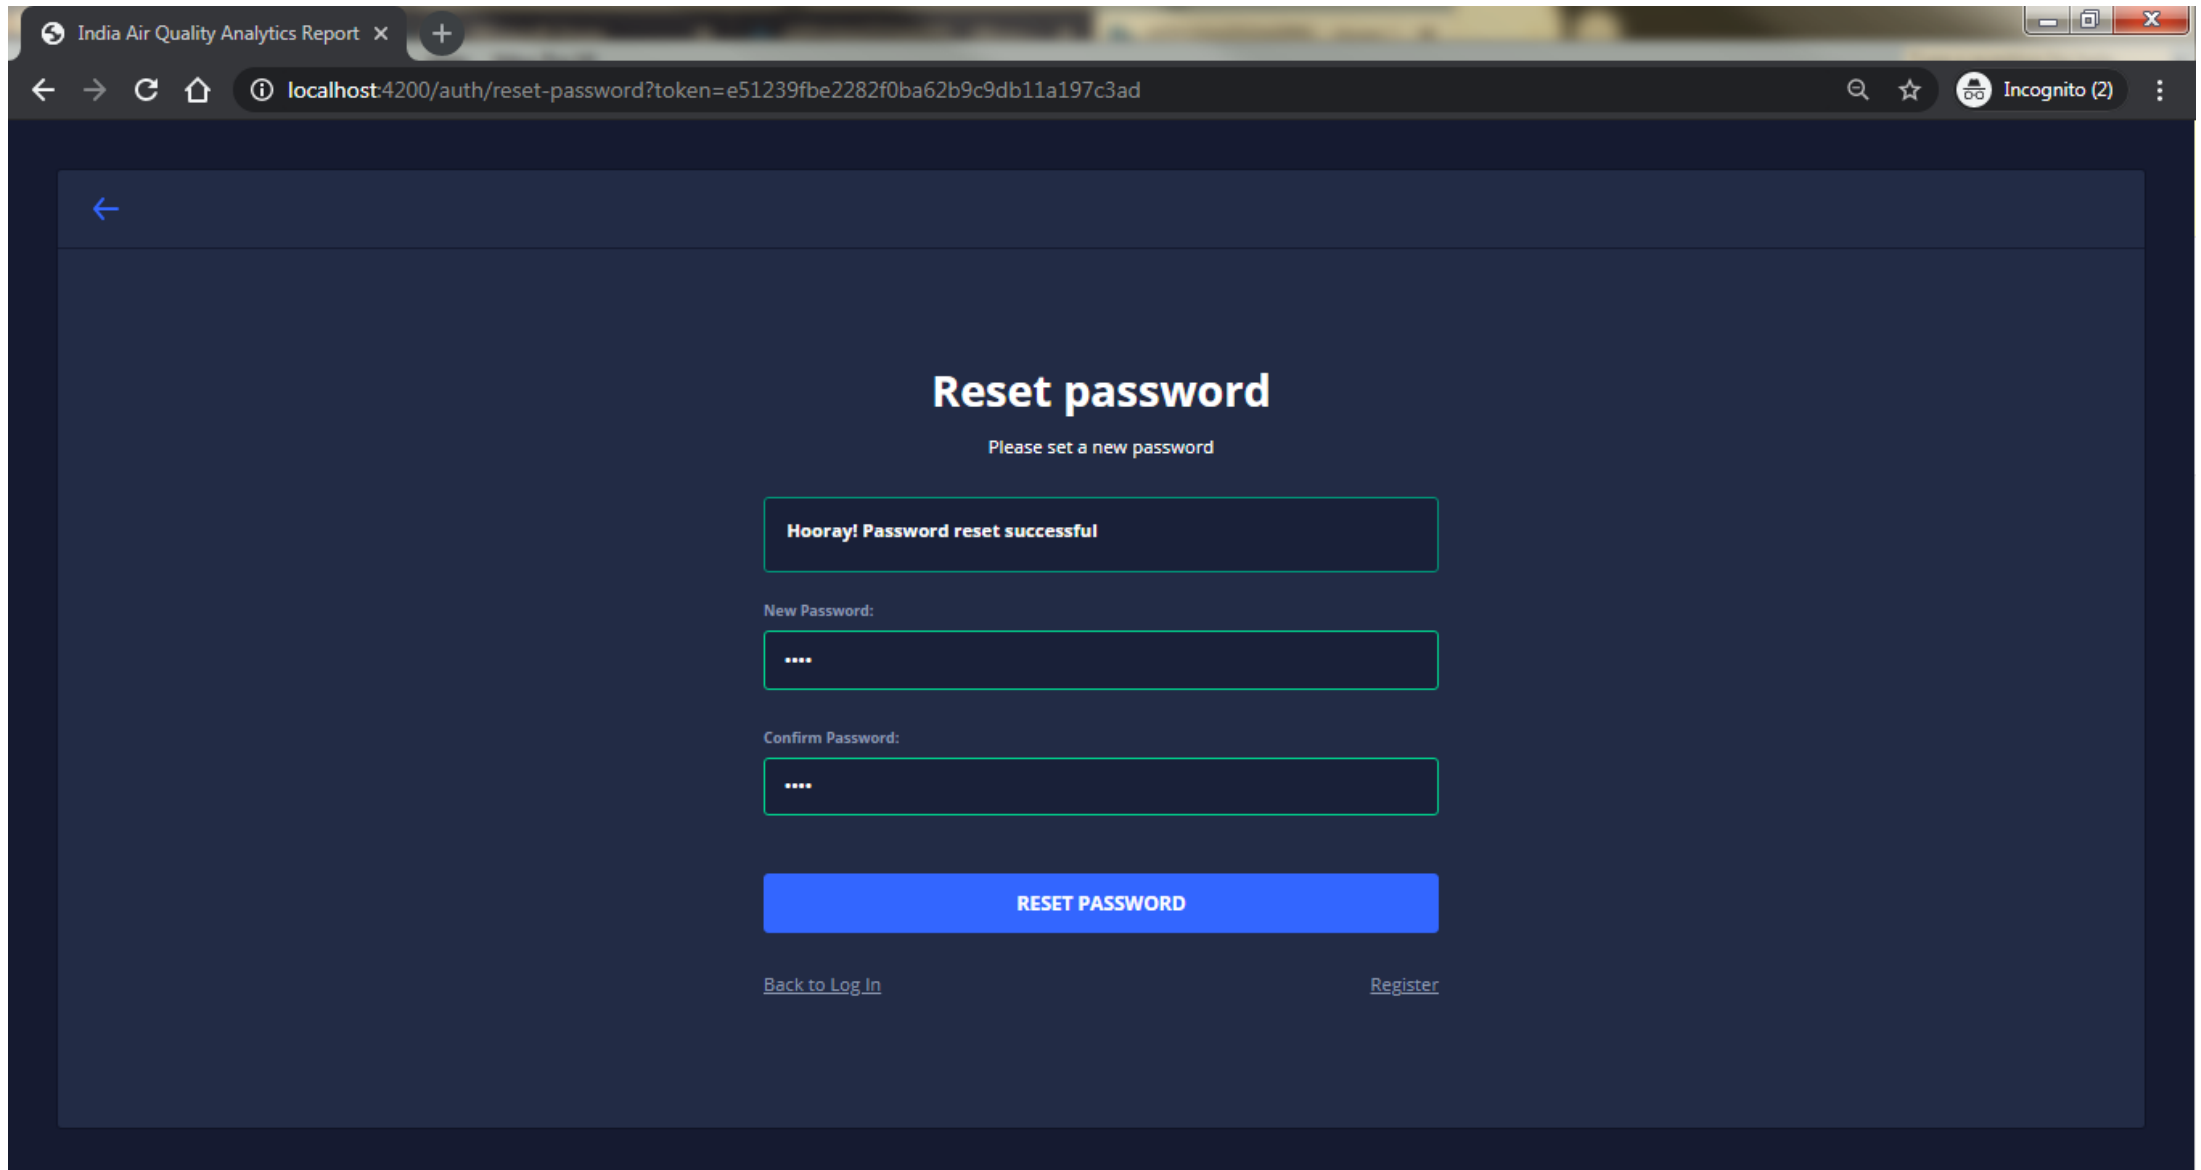 India Air Quality Analytics Report
localhost:4200/auth/reset-password?token=e51239fbe2282f0ba62b9c9db11a197c3ad
Incognito (2)
Reset password
Please set a new password
Hooray! Password reset successful
New Password:
••••
Confirm Password:
••••
RESET PASSWORD
Back to Log In
Register